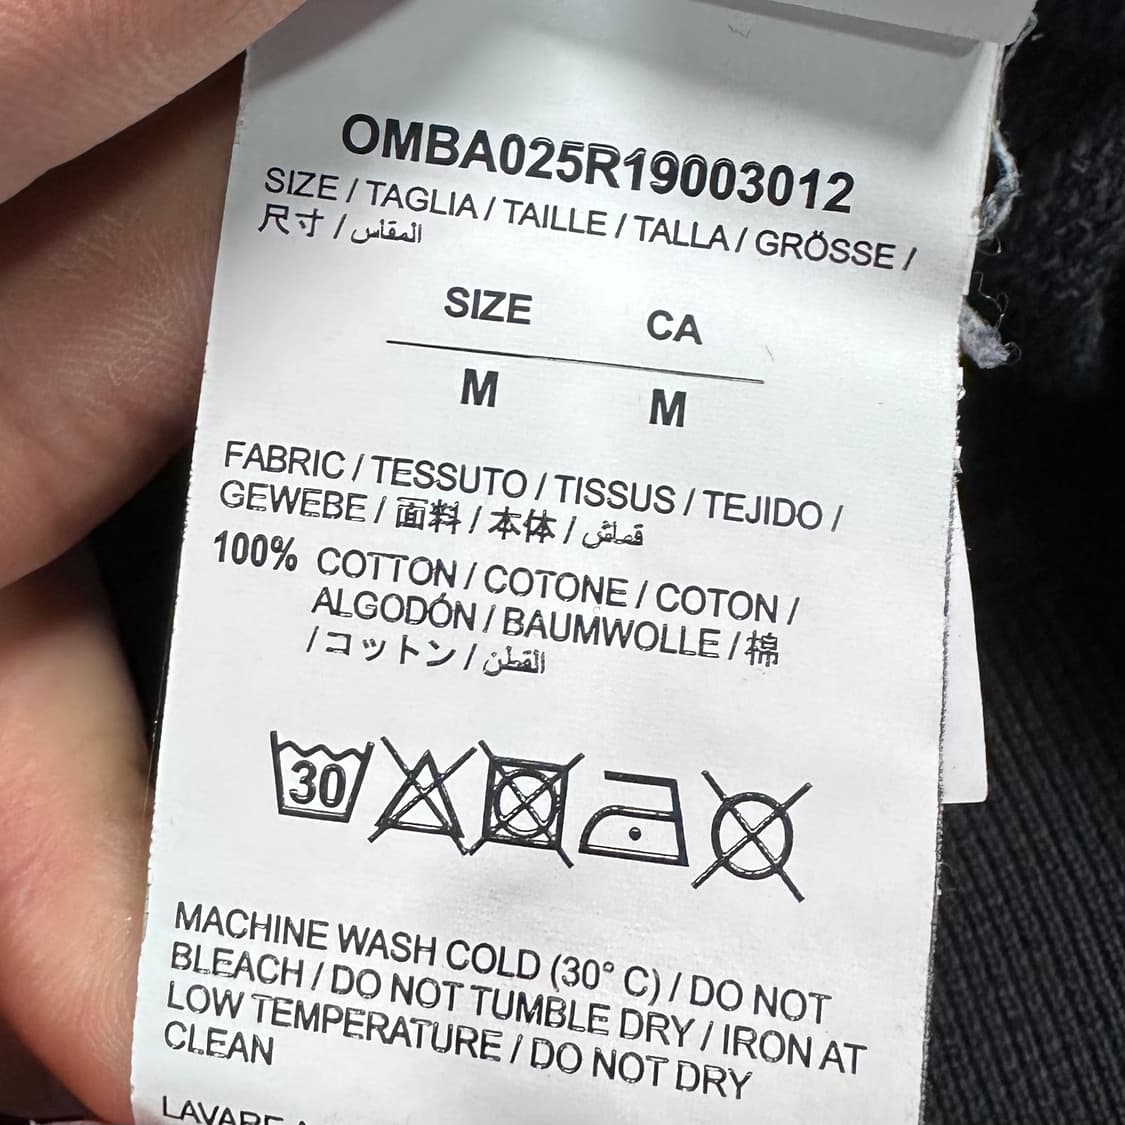 OMBA025R19003012
SIZE / TAGLIA / TAILLE / TALLA / GRÖSSE /
尺寸 / المقأس
SIZE CA
M M
FABRIC / TESSUTO / TISSUS / TEJIDO /
GEWEBE / 面料 / 本体 / قماش
100% COTTON / COTONE / COTON /
ALGODÓN / BAUMWOLLE / 棉
/ コットン / القطن
30
MACHINE WASH COLD (30° C) / DO NOT
BLEACH / DO NOT TUMBLE DRY / IRON AT
LOW TEMPERATURE / DO NOT DRY
CLEAN
LAVARE